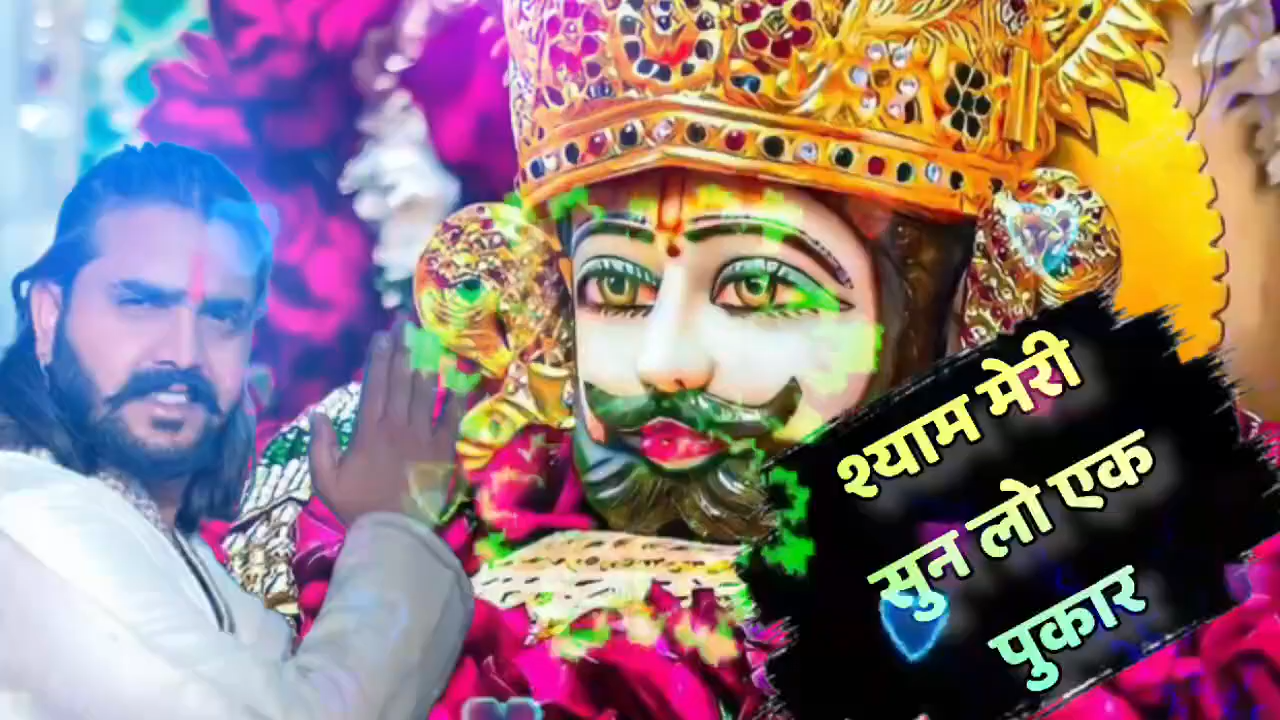 श्याम मेरी
सुन लो एक
पुकार